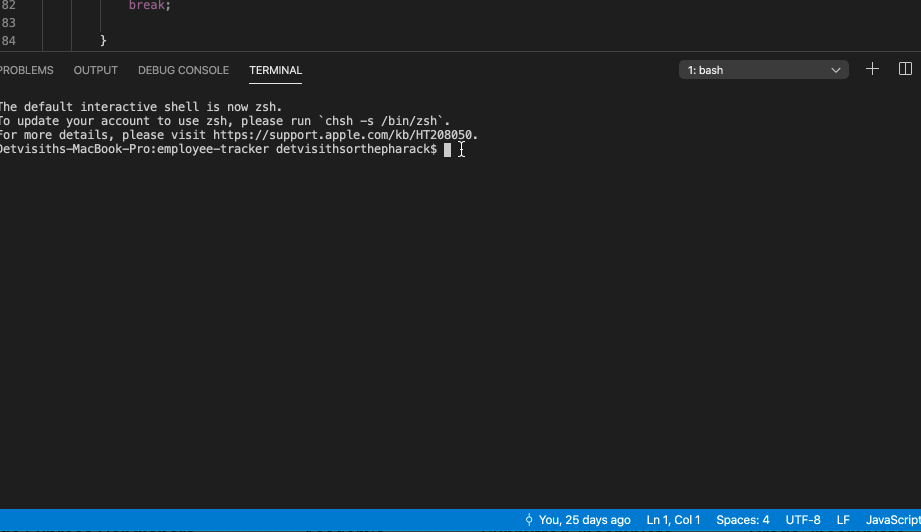 82 break;
83
84 }
PROBLEMS OUTPUT DEBUG CONSOLE TERMINAL 1: bash
The default interactive shell is now zsh.
To update your account to use zsh, please run `chsh -s /bin/zsh`.
For more details, please visit https://support.apple.com/kb/HT208050.
Detvisiths-MacBook-Pro:employee-tracker detvisithsorthepharack$
You, 25 days ago Ln 1, Col 1 Spaces: 4 UTF-8 LF JavaScript